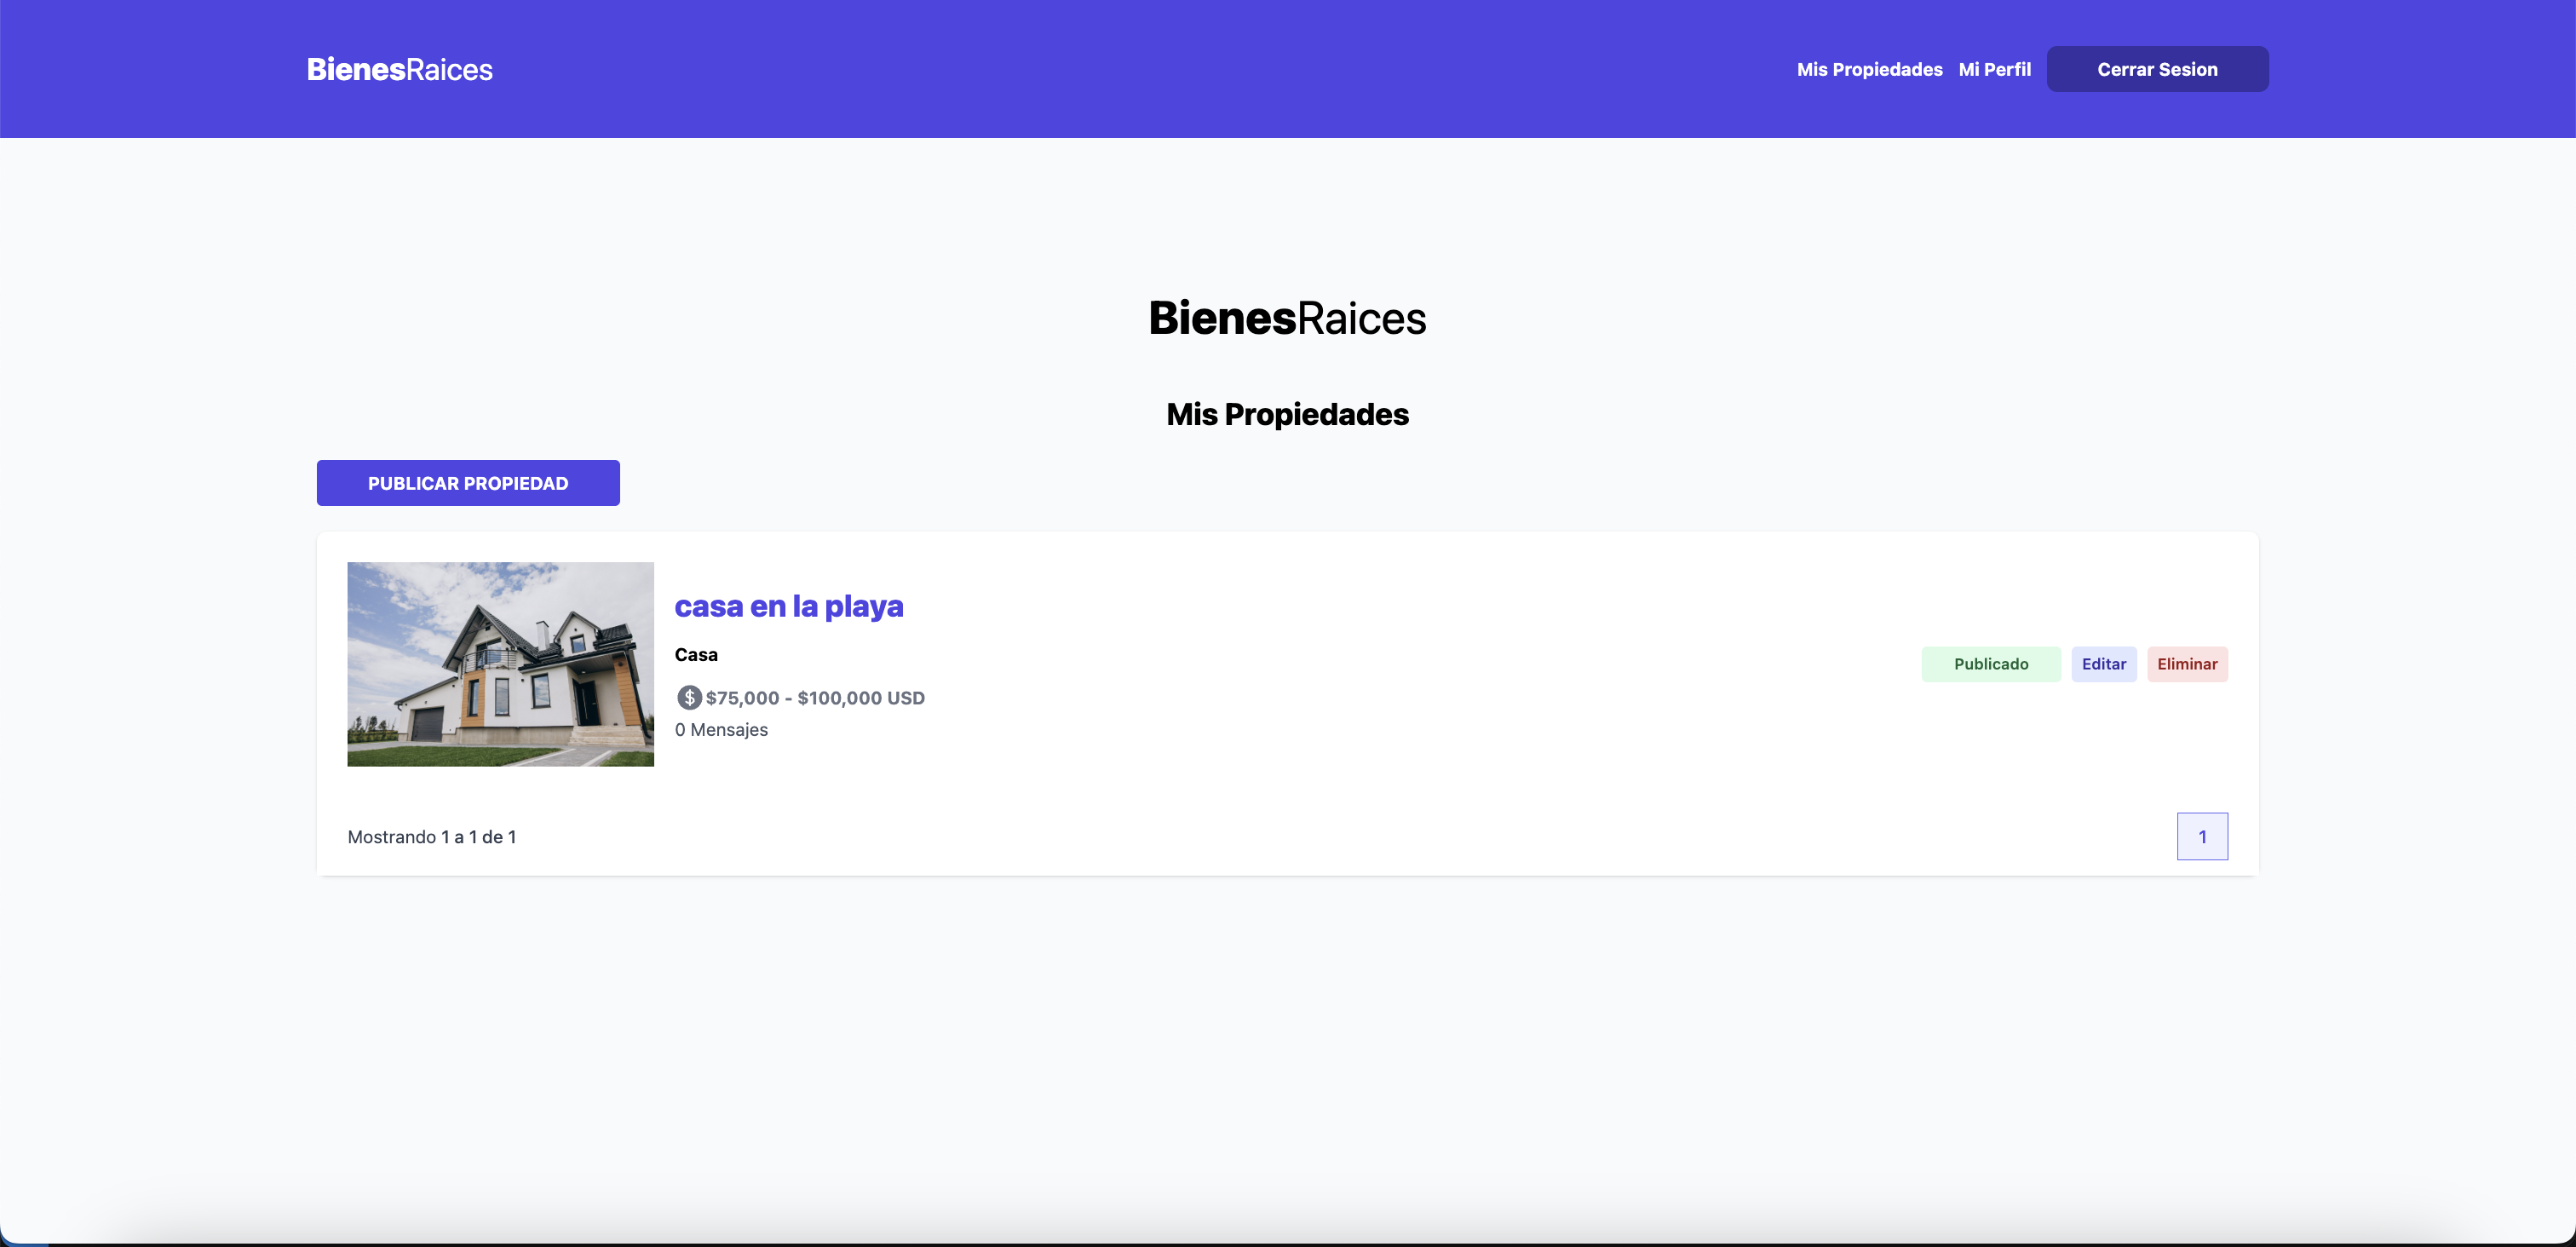 BienesRaices
Mis Propiedades Mi Perfil Cerrar Sesion
BienesRaices
Mis Propiedades
PUBLICAR PROPIEDAD
casa en la playa
Casa
$75,000 - $100,000 USD
0 Mensajes
Publicado Editar Eliminar
Mostrando 1 a 1 de 1
1